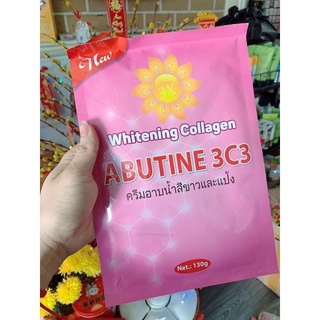 New
Whitening Collagen
ABUTINE 3C3
ครีมอาบน้ำสีขาวและแป้ง
Net.: 130g